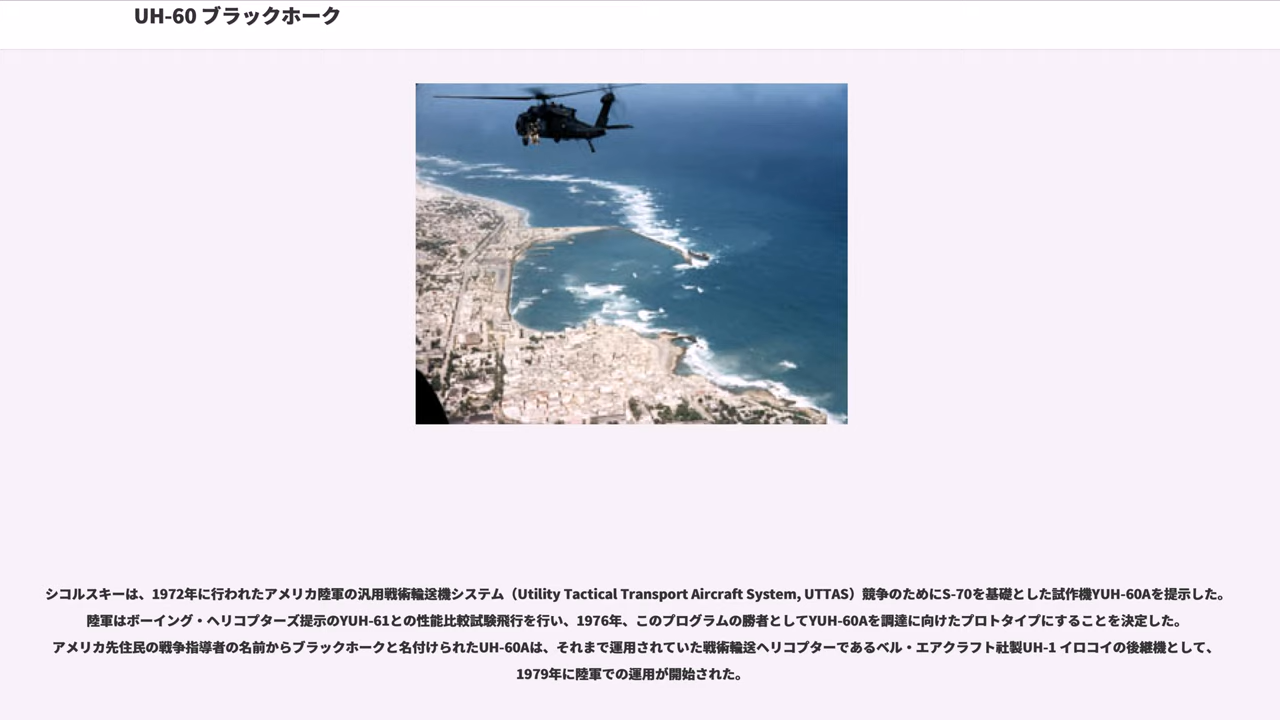 UH-60 ブラックホーク
シコルスキーは、1972年に行われたアメリカ陸軍の汎用戦術輸送機システム（Utility Tactical Transport Aircraft System, UTTAS）競争のためにS-70を基礎とした試作機YUH-60Aを提示した。
陸軍はボーイング・ヘリコプターズ提示のYUH-61との性能比較試験飛行を行い、1976年、このプログラムの勝者としてYUH-60Aを調達に向けたプロトタイプにすることを決定した。
アメリカ先住民の戦争指導者の名前からブラックホークと名付けられたUH-60Aは、それまで運用されていた戦術輸送ヘリコプターであるベル・エアクラフト社製UH-1 イロコイの後継機として、
1979年に陸軍での運用が開始された。